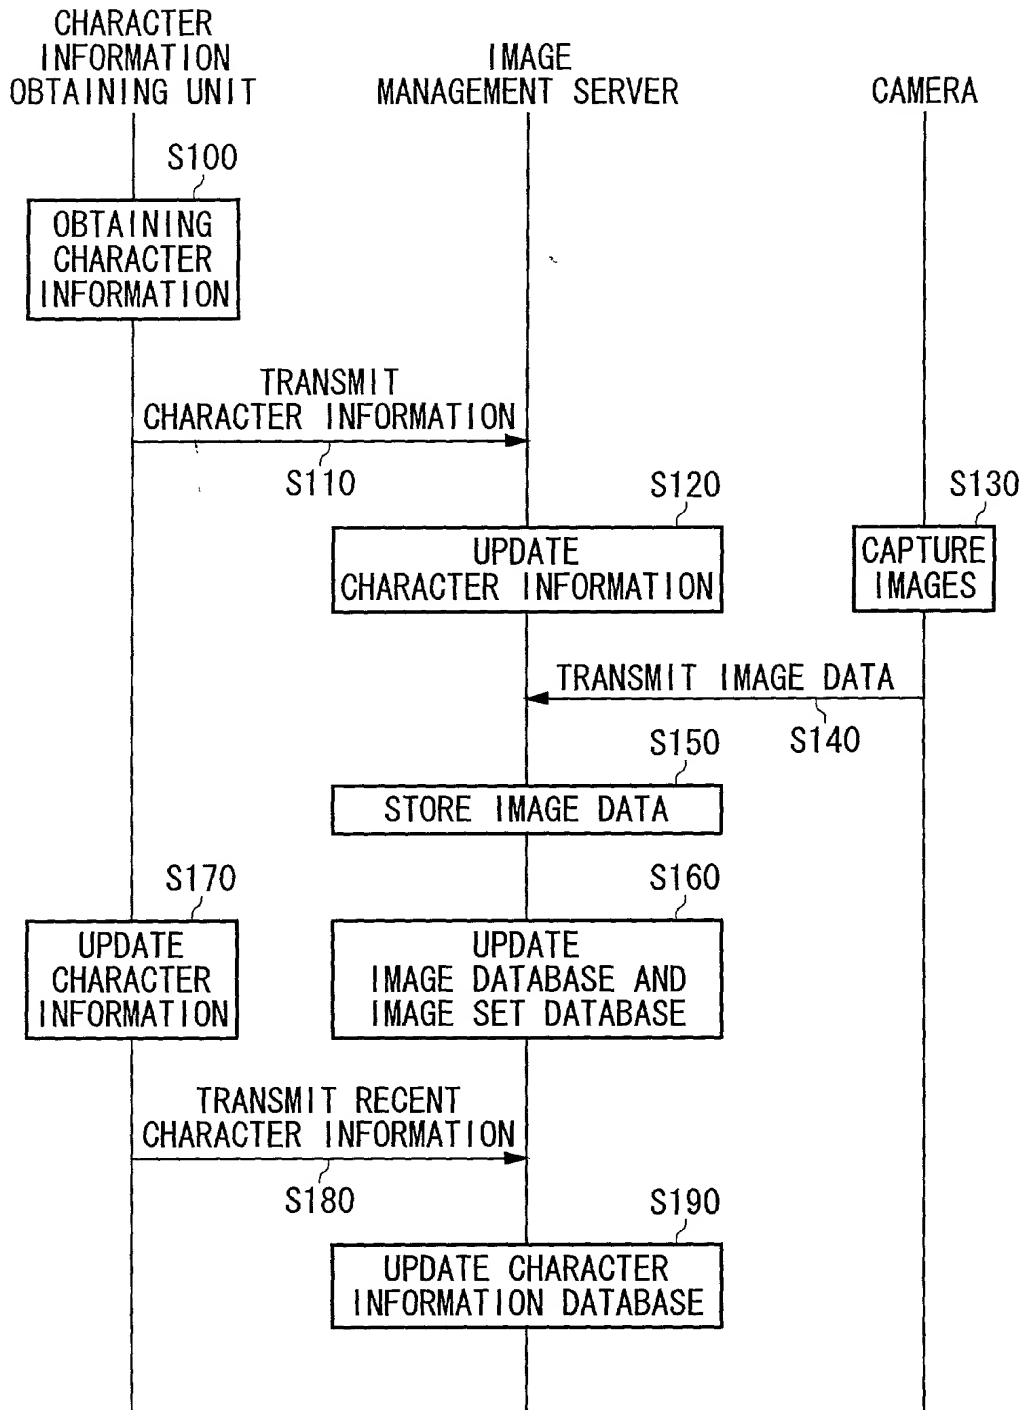 CHARACTER
INFORMATION
OBTAINING UNIT
IMAGE
MANAGEMENT SERVER
CAMERA
S100
OBTAINING
CHARACTER
INFORMATION
TRANSMIT
CHARACTER INFORMATION
S110
S120
UPDATE
CHARACTER INFORMATION
S130
CAPTURE
IMAGES
TRANSMIT IMAGE DATA
S140
S150
STORE IMAGE DATA
S160
UPDATE
IMAGE DATABASE AND
IMAGE SET DATABASE
S170
UPDATE
CHARACTER
INFORMATION
TRANSMIT RECENT
CHARACTER INFORMATION
S180
S190
UPDATE CHARACTER
INFORMATION DATABASE